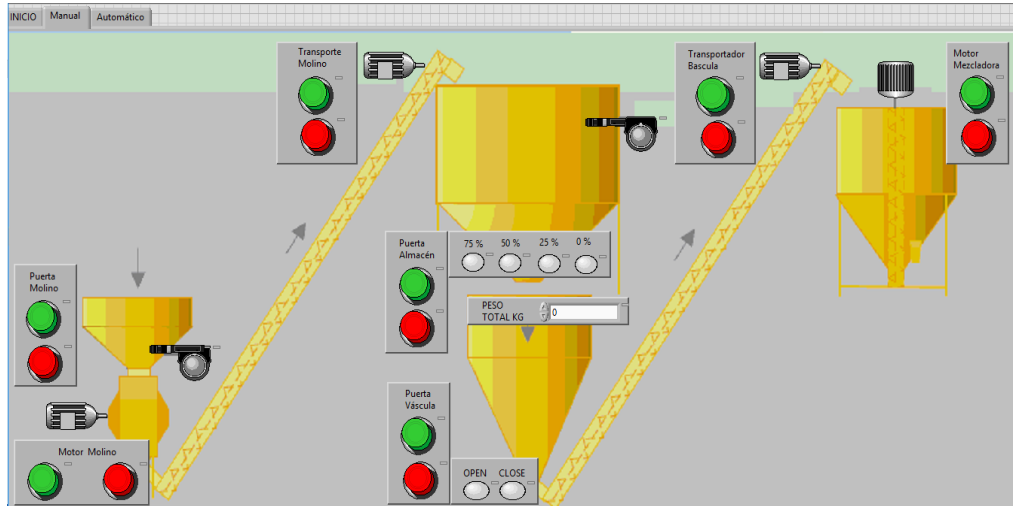 INICIO Manual Automático
Transporte
Molino
Transportador
Bascula
Motor
Mezcladora
Puerta
Almacén
75 % 50 % 25 % 0 %
Puerta
Molino
PESO
TOTAL KG
0
Puerta
Váscula
Motor Molino
OPEN CLOSE